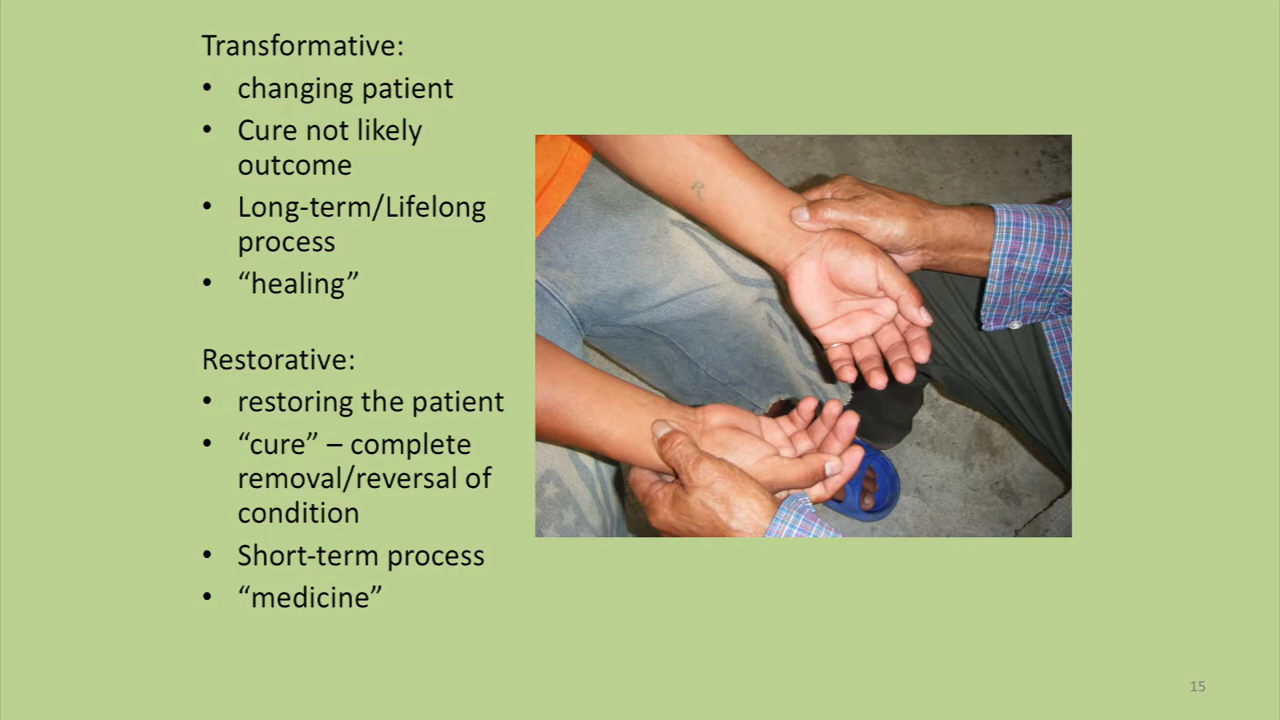 Transformative:
• changing patient
• Cure not likely
outcome
• Long-term/Lifelong
process
• “healing”
Restorative:
• restoring the patient
• “cure” – complete
removal/reversal of
condition
• Short-term process
• “medicine”
15